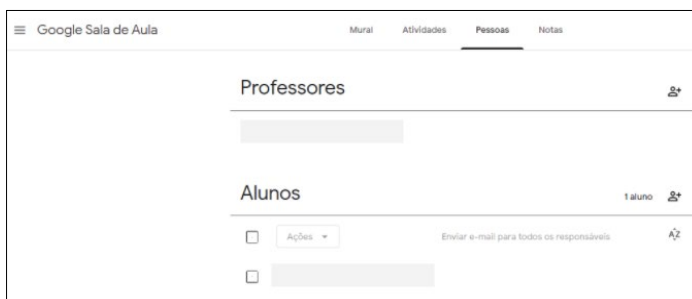 Google Sala de Aula
Mural Atividades Pessoas Notas
Professores
Alunos
1 aluno
Ações
Enviar e-mail para todos os responsáveis
AZ